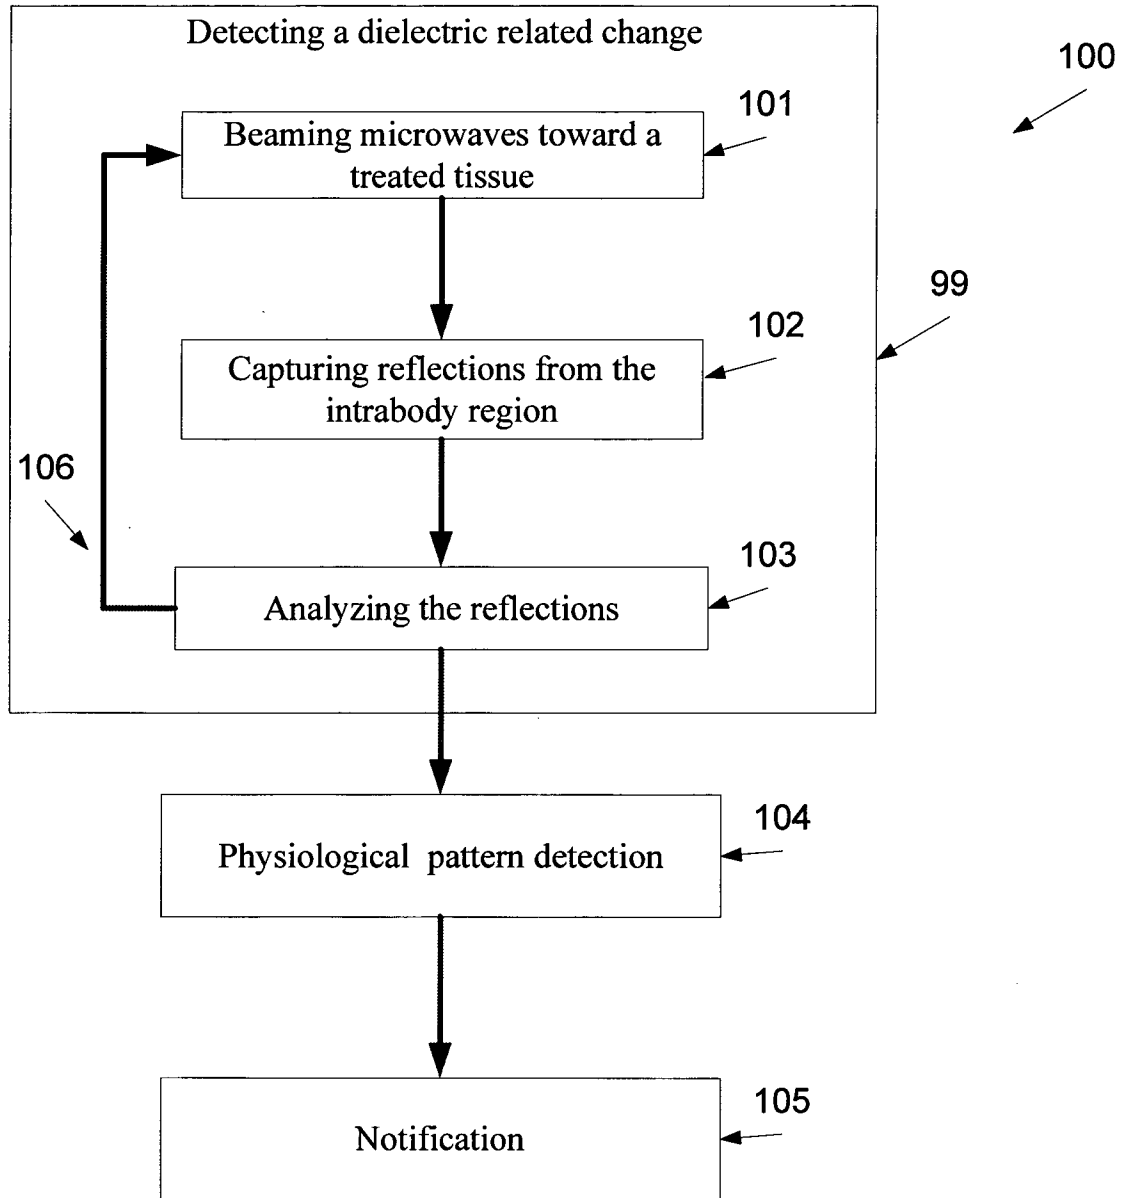 Detecting a dielectric related change
100
101
Beaming microwaves toward a
treated tissue
99
102
Capturing reflections from the
intrabody region
106
103
Analyzing the reflections
104
Physiological pattern detection
105
Notification